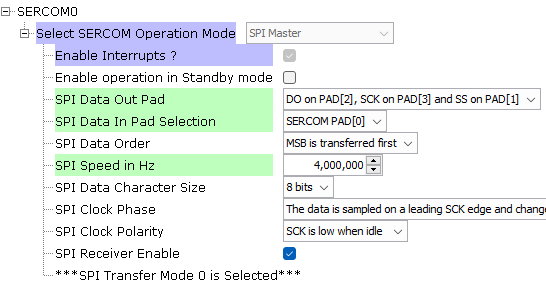 SERCOM0
Select SERCOM Operation Mode SPI Master
Enable Interrupts ?
Enable operation in Standby mode
SPI Data Out Pad DO on PAD[2], SCK on PAD[3] and SS on PAD[1]
SPI Data In Pad Selection SERCOM PAD[0]
SPI Data Order MSB is transferred first
SPI Speed in Hz 4,000,000
SPI Data Character Size 8 bits
SPI Clock Phase The data is sampled on a leading SCK edge and change
SPI Clock Polarity SCK is low when idle
SPI Receiver Enable
***SPI Transfer Mode 0 is Selected***